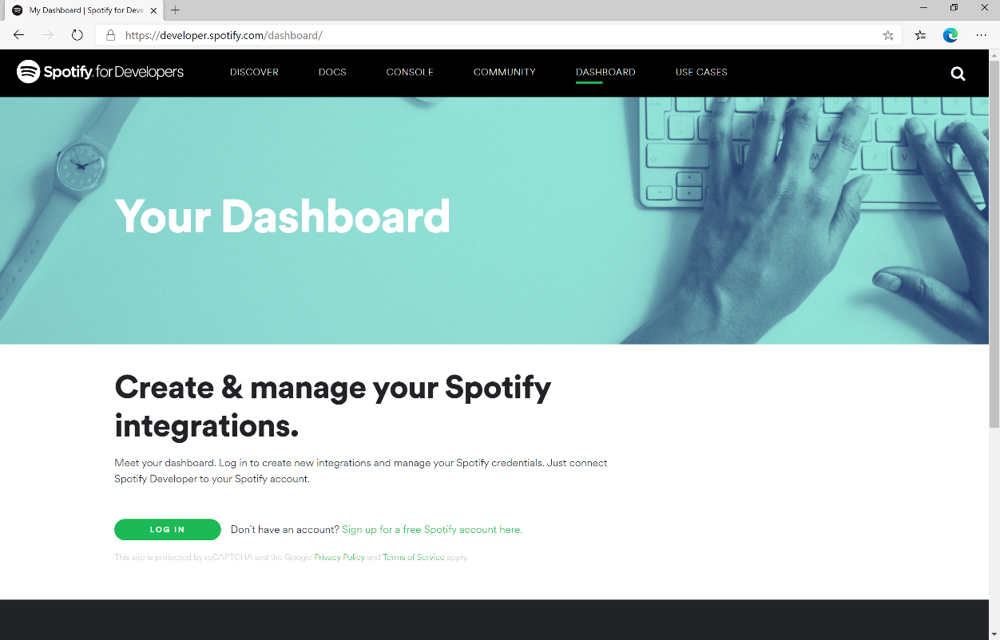 My Dashboard | Spotify for Deve
https://developer.spotify.com/dashboard/
Spotify for Developers
DISCOVER
DOCS
CONSOLE
COMMUNITY
DASHBOARD
USE CASES
Your Dashboard
Create & manage your Spotify
integrations.
Meet your dashboard. Log in to create new integrations and manage your Spotify credentials. Just connect
Spotify Developer to your Spotify account.
LOG IN
Don't have an account? Sign up for a free Spotify account here.
This site is protected by reCAPTCHA and the Google Privacy Policy and Terms of Service apply.